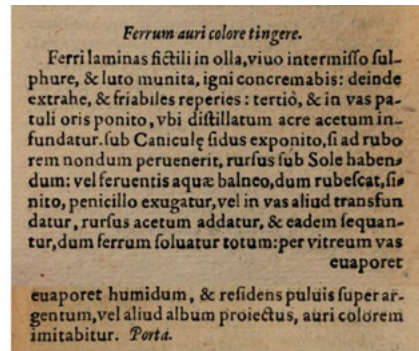 Ferrum auri colore tingere.
Ferri laminas fictili in olla, viuo intermisso sul-
phure, & luto munita, igni concremabis: deinde
extrahe, & friabiles reperies: tertiò, & in vas pa-
tuli oris ponito, vbi distillatum acre acetum in-
fundatur. sub Caniculę sidus exponito, si ad rubo
rem nondum peruenerit, rursus sub Sole haben-
dum: vel feruentis aquæ balneo, dum rubescat, si-
nito, penicillo exugatur, vel in vas aliud transfun
datur, rursus acetum addatur, & eadem sequan-
tur, dum ferrum soluatur totum: per vitreum vas
euaporet
euaporet humidum, & residens puluis super ar-
gentum, vel aliud album proiectus, auri colorem
imitabitur. Porta.